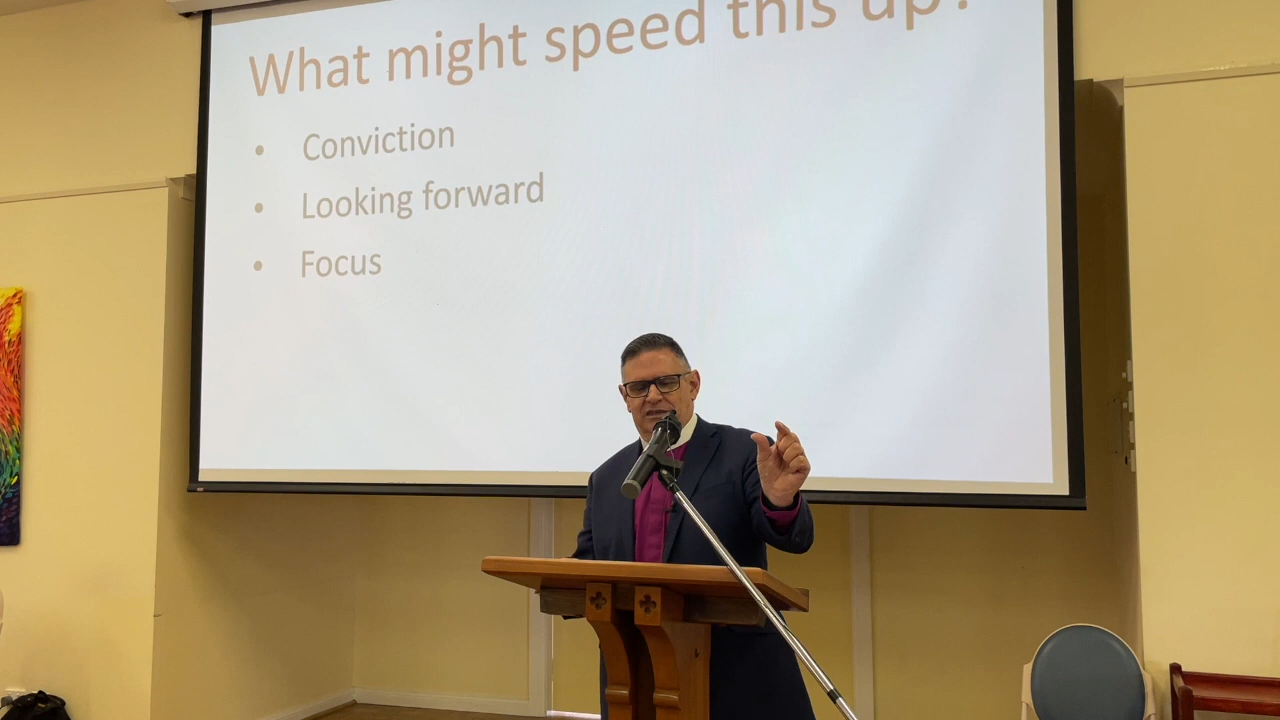 What might speed this up?
• Conviction
• Looking forward
• Focus